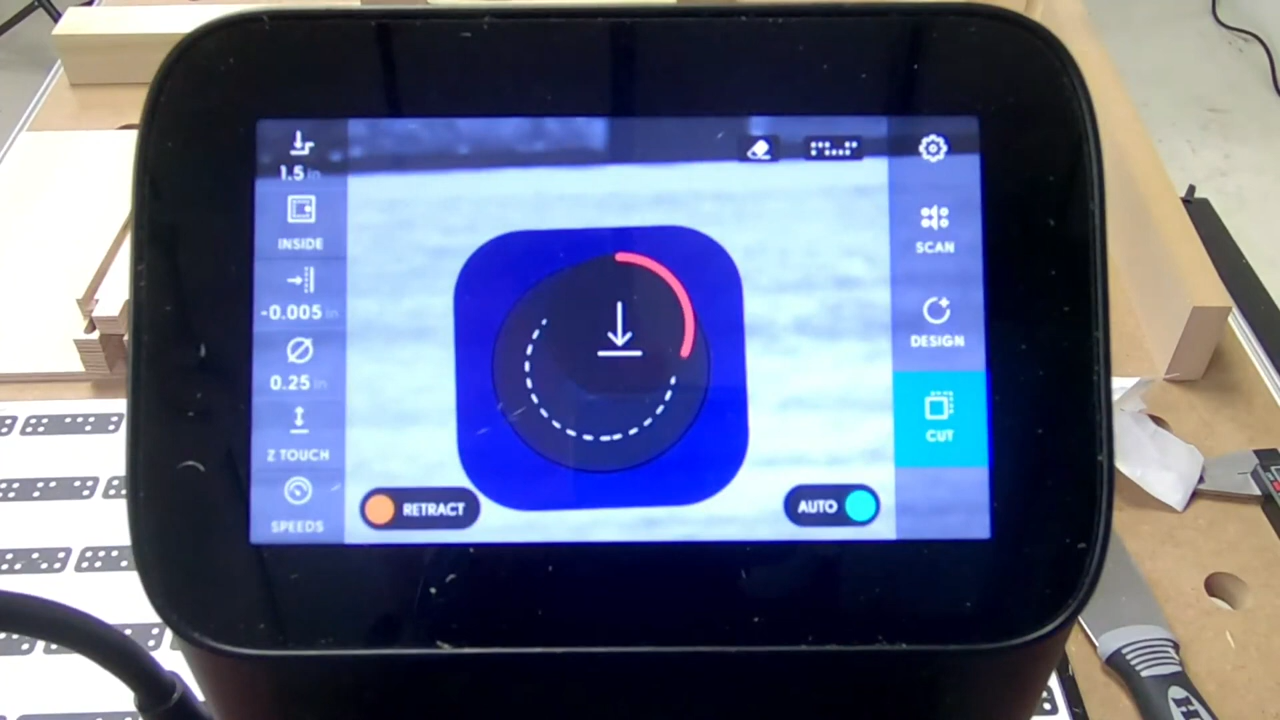 1.5 in
INSIDE
-0.005 in
0.25 in
Z TOUCH
SPEEDS
RETRACT
AUTO
SCAN
DESIGN
CUT